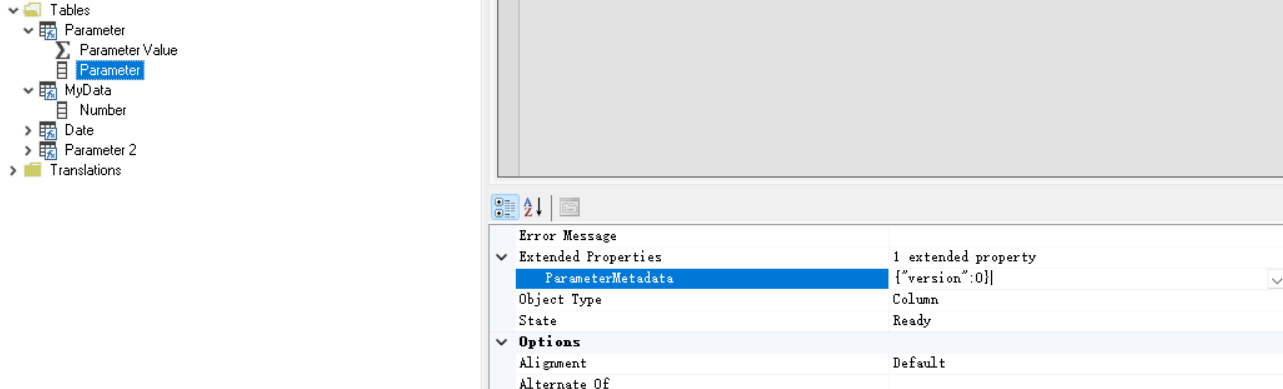 Tables
Parameter
Parameter Value
Parameter
MyData
Number
Date
Parameter 2
Translations
Error Message
Extended Properties 1 extended property
ParameterMetadata {"version":0}
Object Type Column
State Ready
Options
Alignment Default
Alternate Of